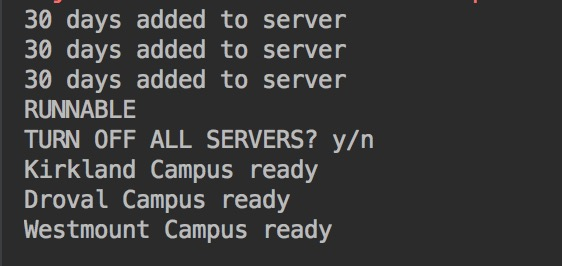 30 days added to server
30 days added to server
30 days added to server
RUNNABLE
TURN OFF ALL SERVERS? y/n
Kirkland Campus ready
Droval Campus ready
Westmount Campus ready